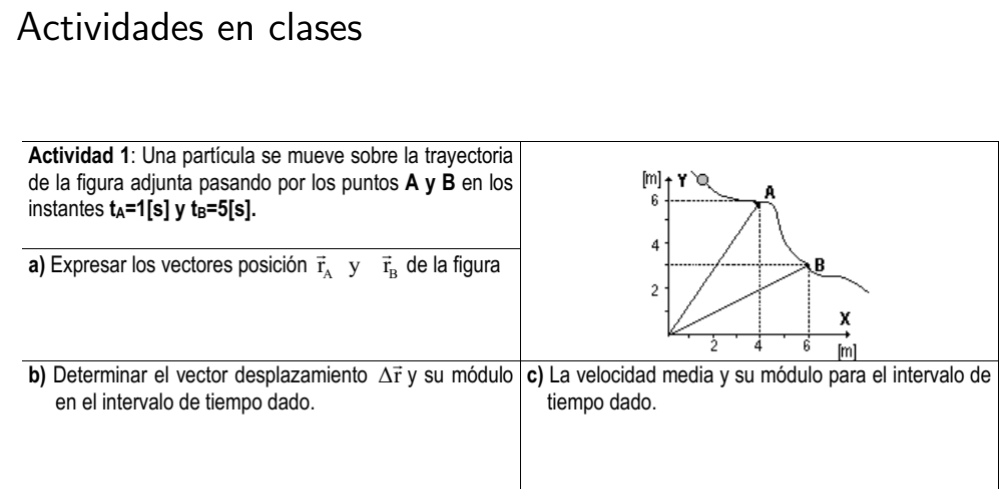 Actividades en clases
Actividad 1: Una partícula se mueve sobre la trayectoria
de la figura adjunta pasando por los puntos A y B en los
instantes tA=1[s] y tB=5[s].
[m] Y
6
A
4
B
2
X
2 4 6 [m]
a) Expresar los vectores posición r⃗A y r⃗B de la figura
b) Determinar el vector desplazamiento Δr⃗ y su módulo
en el intervalo de tiempo dado.
c) La velocidad media y su módulo para el intervalo de
tiempo dado.